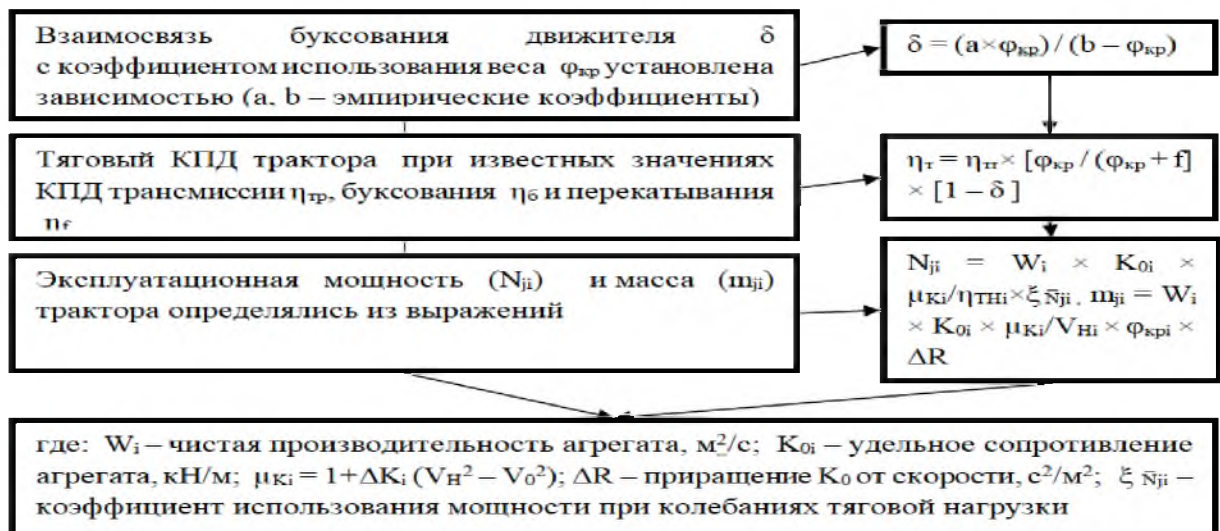 Взаимосвязь буксования движителя δ
с коэффициентом использования веса φкр установлена
зависимостью (a, b – эмпирические коэффициенты)
δ = (a×φкр) / (b – φкр)
Тяговый КПД трактора при известных значениях
КПД трансмиссии ηтр, буксования ηб и перекатывания
ηf
ητ = ηтт× [φкр / (φкр + f]
× [1 – δ ]
Эксплуатационная мощность (Nji) и масса (mji)
трактора определялись из выражений
Nji = Wi × K0i ×
μKi/ηTHi×ξN̄ji , mji = Wi
× K0i × μKi/VHi × φкрi ×
ΔR
где: Wi – чистая производительность агрегата, м²/с; K0i – удельное сопротивление
агрегата, кН/м; μKi = 1+ΔKi (VH² – V0²); ΔR – приращение K0 от скорости, с²/м²; ξN̄ji –
коэффициент использования мощности при колебаниях тяговой нагрузки